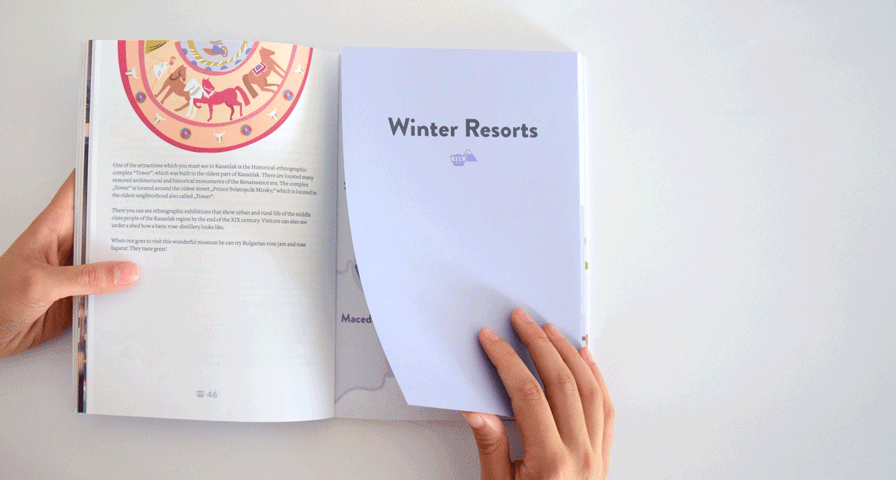 One of the attractions which you must see in Kazanlak is the Historical-ethnographic
complex "Tower", which was built in the oldest part of Kazanlak. There are located many
restored architectural and historical monuments of the Renaissance era. The complex
„Tower" is located around the oldest street „Prince Sviatopolk Mirsky," which is located in
the oldest neighborhood also called „Tower".
There you can see ethnographic exhibitions that show urban and rural life of the middle
class people of the Kazanlak region by the end of the XIX century. Visitors can also see
under a shed how a basic rose-distillery looks like.
When one goes to visit this wonderful museum he can try Bulgarian rose jam and rose
liqueur. They taste great!
46
Winter Resorts
Maced